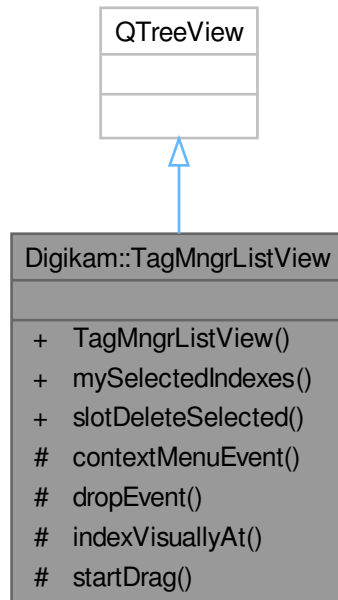 QTreeView
Digikam::TagMngrListView
+ TagMngrListView()
+ mySelectedIndexes()
+ slotDeleteSelected()
# contextMenuEvent()
# dropEvent()
# indexVisuallyAt()
# startDrag()